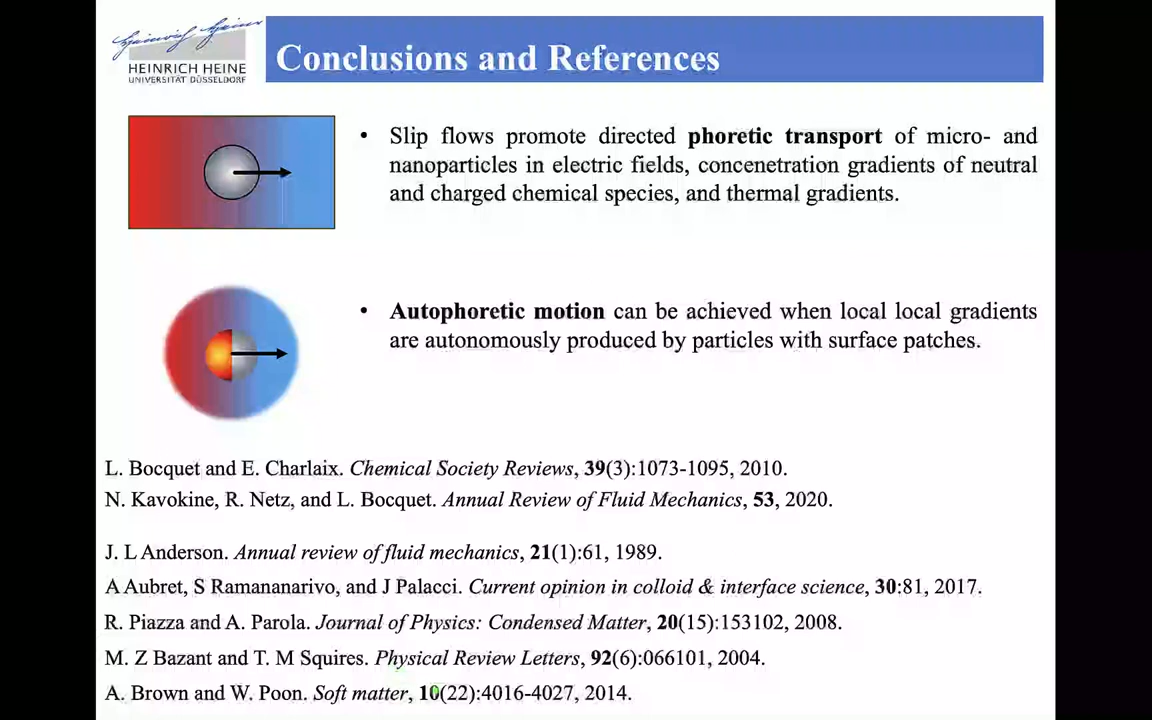 Heinrich Heine
HEINRICH HEINE
UNIVERSITÄT DÜSSELDORF
Conclusions and References
• Slip flows promote directed phoretic transport of micro- and
nanoparticles in electric fields, concenetration gradients of neutral
and charged chemical species, and thermal gradients.
• Autophoretic motion can be achieved when local local gradients
are autonomously produced by particles with surface patches.
L. Bocquet and E. Charlaix. Chemical Society Reviews, 39(3):1073-1095, 2010.
N. Kavokine, R. Netz, and L. Bocquet. Annual Review of Fluid Mechanics, 53, 2020.
J. L Anderson. Annual review of fluid mechanics, 21(1):61, 1989.
A Aubret, S Ramananarivo, and J Palacci. Current opinion in colloid & interface science, 30:81, 2017.
R. Piazza and A. Parola. Journal of Physics: Condensed Matter, 20(15):153102, 2008.
M. Z Bazant and T. M Squires. Physical Review Letters, 92(6):066101, 2004.
A. Brown and W. Poon. Soft matter, 10(22):4016-4027, 2014.